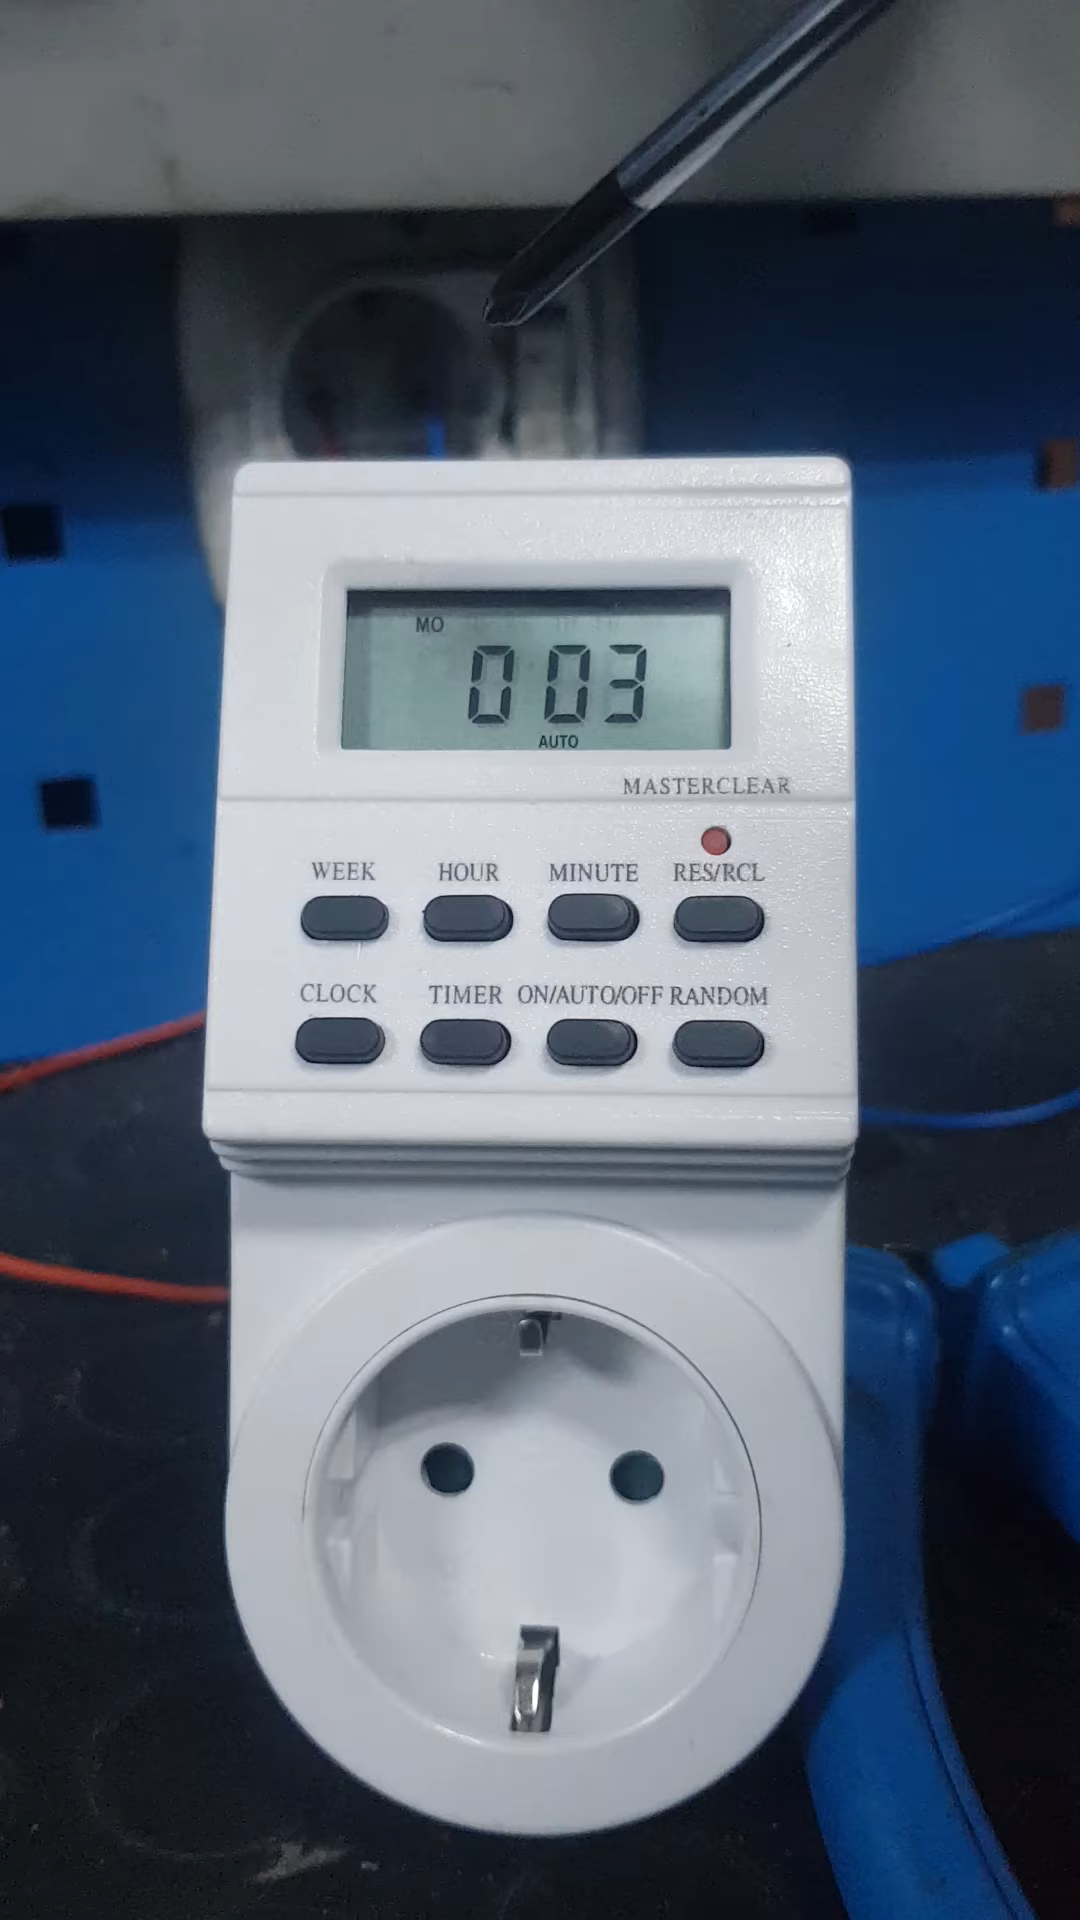 MO
0 03
AUTO
MASTERCLEAR
WEEK HOUR MINUTE RES/RCL
CLOCK TIMER ON/AUTO/OFF RANDOM